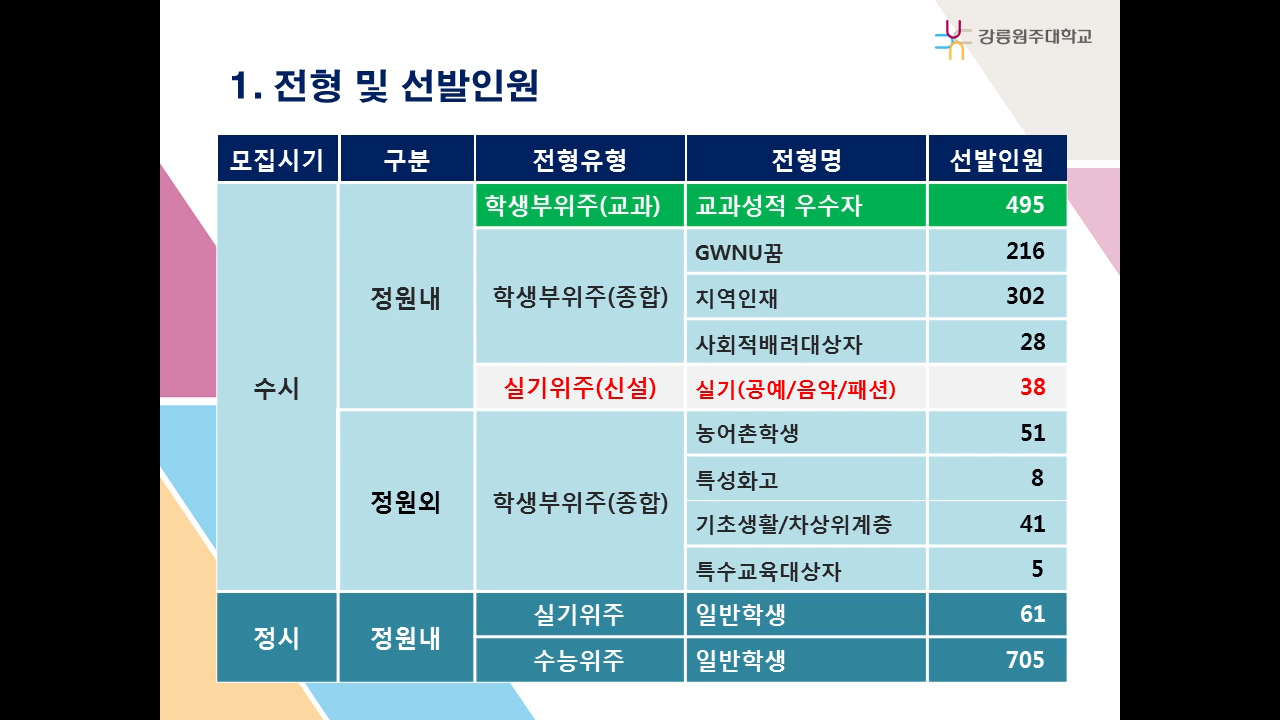 강릉원주대학교
1. 전형 및 선발인원
모집시기 구분 전형유형 전형명 선발인원
수시 정원내 학생부위주(교과) 교과성적 우수자 495
학생부위주(종합) GWNU꿈 216
지역인재 302
사회적배려대상자 28
실기위주(신설) 실기(공예/음악/패션) 38
정원외 학생부위주(종합) 농어촌학생 51
특성화고 8
기초생활/차상위계층 41
특수교육대상자 5
정시 정원내 실기위주 일반학생 61
수능위주 일반학생 705